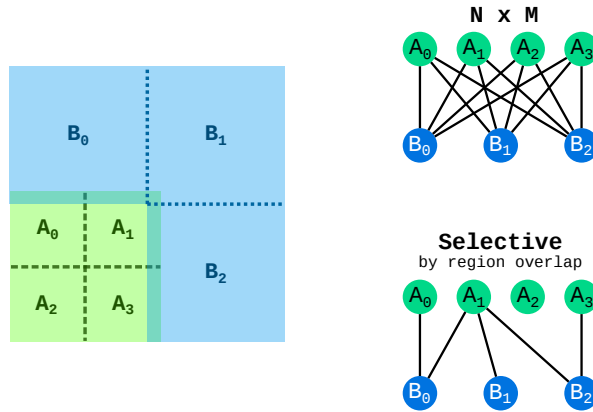 B₀
B₁
A₀ A₁
B₂
A₂ A₃
N x M
A₀ A₁ A₂ A₃
B₀ B₁ B₂
Selective
by region overlap
A₀ A₁ A₂ A₃
B₀ B₁ B₂